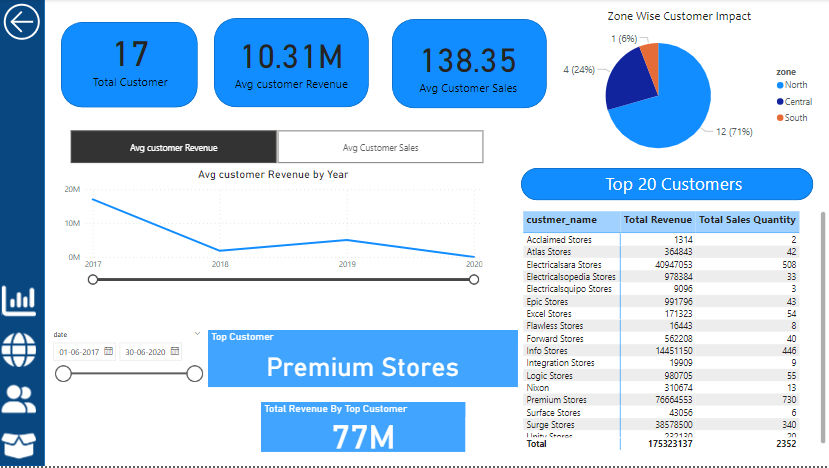 17
Total Customer
10.31M
Avg customer Revenue
138.35
Avg Customer Sales
Zone Wise Customer Impact
1 (6%)
4 (24%)
12 (71%)
zone
North
Central
South
Avg customer Revenue
Avg Customer Sales
Avg customer Revenue by Year
20M
10M
0M
2017
2018
2019
2020
Top 20 Customers
custmer_name Total Revenue Total Sales Quantity
Acclaimed Stores 1314 2
Atlas Stores 364843 42
Electricalsara Stores 40947053 508
Electricalsopedia Stores 978384 33
Electricalsquipo Stores 9096 3
Epic Stores 991796 43
Excel Stores 171323 54
Flawless Stores 16443 8
Forward Stores 562208 40
Info Stores 14451150 446
Integration Stores 19909 9
Logic Stores 980705 55
Nixon 310674 13
Premium Stores 76664553 730
Surface Stores 43056 6
Surge Stores 38578500 340
Unity Stores 232130 20
Total 175323137 2352
date
01-06-2017 30-06-2020
Top Customer
Premium Stores
Total Revenue By Top Customer
77M